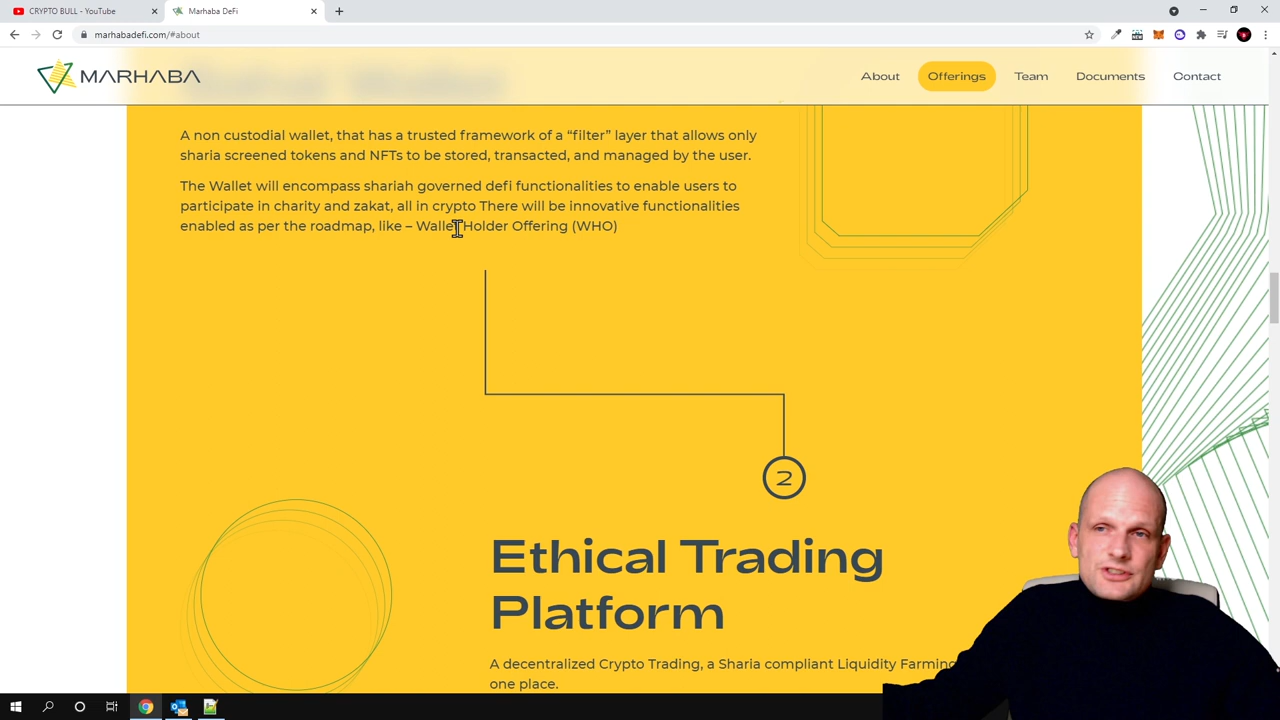 CRYPTO BULL - YouTube
Marhaba DeFi
marhabadefi.com/#about
MARHABA
About
Offerings
Team
Documents
Contact
A non custodial wallet, that has a trusted framework of a “filter” layer that allows only
sharia screened tokens and NFTs to be stored, transacted, and managed by the user.
The Wallet will encompass shariah governed defi functionalities to enable users to
participate in charity and zakat, all in crypto There will be innovative functionalities
enabled as per the roadmap, like – Wallet Holder Offering (WHO)
2
Ethical Trading
Platform
A decentralized Crypto Trading, a Sharia compliant Liquidity Farming
one place.